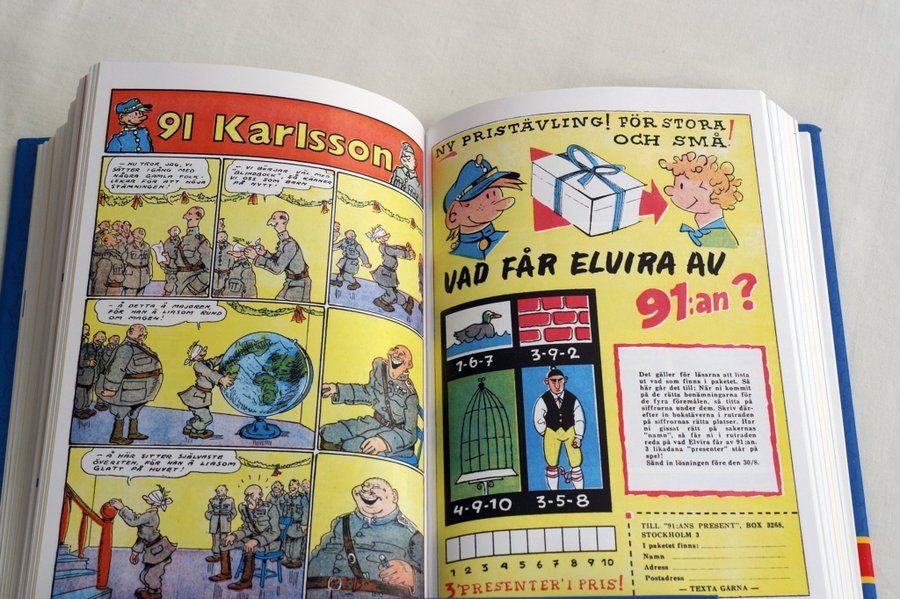 91 Karlsson
- NU TROR JAG, VI
SÄTTER IGÅNG MED
NÅGRA GAMLA FOLK-
LEKAR FÖR ATT HÖJA
STÄMNINGEN!
- VI BÖRJAR VÄL MED
"BLINDBOCK", SÅ KÄNNER
VI OSS SOM BARN
PÅ NYTT!
- Å DETTA Ä MAJOREN,
FÖR HAN Ä LIASOM RUND
OM MAGEN!
- Å HÄR SITTER SJÄLVASTE
ÖVERSTEN, FÖR HAN Ä LIASOM
GLATT PÅ HUVET!
NY PRISTÄVLING! FÖR STORA
OCH SMÅ!
VAD FÅR ELVIRA AV
91:an?
1-6-7
3-9-2
4-9-10
3-5-8
Det gäller för läsarna att lista
ut vad som finns i paketet. Så
här går det till: När ni kommit
på de rätta benämningarna för
de fyra föremålen, så titta på
siffrorna under dem. Skriv där-
efter in bokstäverna i rutraden
på siffrornas rätta platser. Har
ni gissat rätt på sakernas
"namn", så får ni i rutraden
reda på vad Elvira får av 91:an.
3 likadana "presenter" står på
spel!
Sänd in lösningen före den 30/8.
1 2 3 4 5 6 7 8 9 10
3 "PRESENTER" I PRIS!
TILL "91:ANS PRESENT", BOX 3268,
STOCKHOLM 3
I paketet finns:
Namn
Adress
Postadress
— TEXTA GÄRNA —